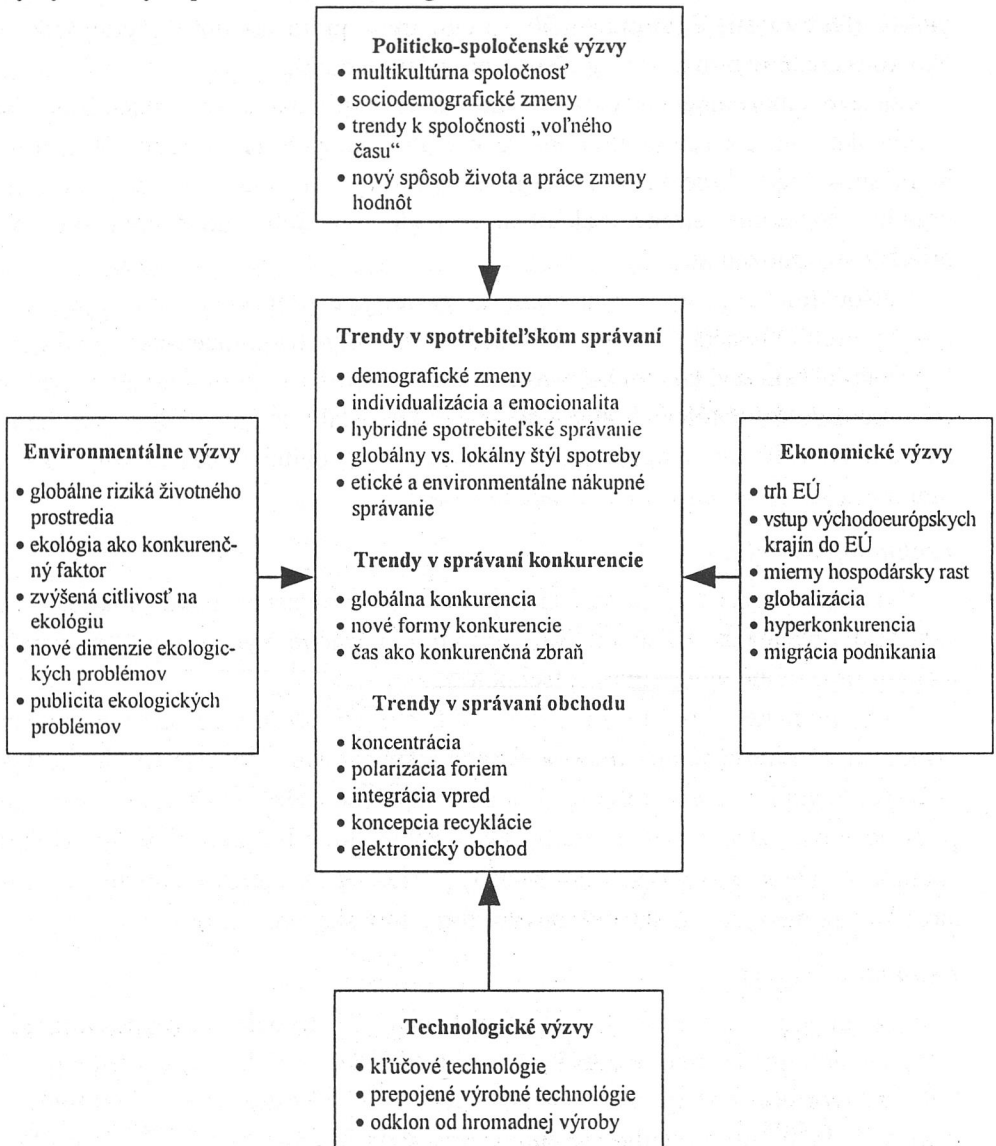 Politicko-spoločenské výzvy
• multikultúrna spoločnosť
• sociodemografické zmeny
• trendy k spoločnosti „voľného
času“
• nový spôsob života a práce zmeny
hodnôt
Trendy v spotrebiteľskom správaní
• demografické zmeny
• individualizácia a emocionalita
• hybridné spotrebiteľské správanie
• globálny vs. lokálny štýl spotreby
• etické a environmentálne nákupné
správanie
Trendy v správaní konkurencie
• globálna konkurencia
• nové formy konkurencie
• čas ako konkurenčná zbraň
Trendy v správaní obchodu
• koncentrácia
• polarizácia foriem
• integrácia vpred
• koncepcia recyklácie
• elektronický obchod
Environmentálne výzvy
• globálne riziká životného
prostredia
• ekológia ako konkurenč-
ný faktor
• zvýšená citlivosť na
ekológiu
• nové dimenzie ekologic-
kých problémov
• publicita ekologických
problémov
Ekonomické výzvy
• trh EÚ
• vstup východoeurópskych
krajín do EÚ
• mierny hospodársky rast
• globalizácia
• hyperkonkurencia
• migrácia podnikania
Technologické výzvy
• kľúčové technológie
• prepojené výrobné technológie
• odklon od hromadnej výroby